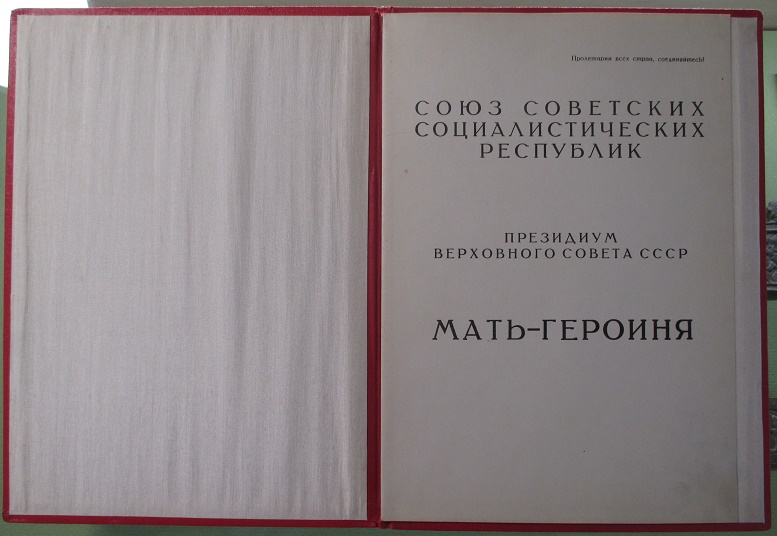 Пролетарии всех стран, соединяйтесь!
СОЮЗ СОВЕТСКИХ
СОЦИАЛИСТИЧЕСКИХ
РЕСПУБЛИК
ПРЕЗИДИУМ
ВЕРХОВНОГО СОВЕТА СССР
МАТЬ-ГЕРОИНЯ